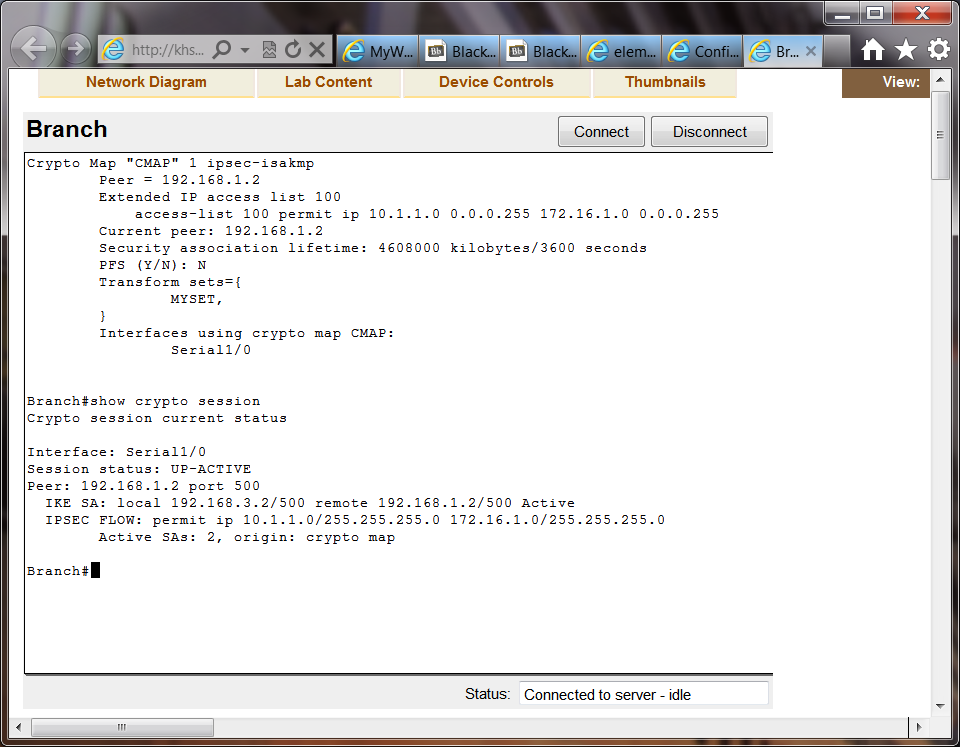 http://khs...
MyW...
Black...
Black...
elem...
Confi...
Br...
Network Diagram
Lab Content
Device Controls
Thumbnails
View:
Branch
Connect
Disconnect
Crypto Map "CMAP" 1 ipsec-isakmp
Peer = 192.168.1.2
Extended IP access list 100
access-list 100 permit ip 10.1.1.0 0.0.0.255 172.16.1.0 0.0.0.255
Current peer: 192.168.1.2
Security association lifetime: 4608000 kilobytes/3600 seconds
PFS (Y/N): N
Transform sets={
MYSET,
}
Interfaces using crypto map CMAP:
Serial1/0
Branch#show crypto session
Crypto session current status
Interface: Serial1/0
Session status: UP-ACTIVE
Peer: 192.168.1.2 port 500
IKE SA: local 192.168.3.2/500 remote 192.168.1.2/500 Active
IPSEC FLOW: permit ip 10.1.1.0/255.255.255.0 172.16.1.0/255.255.255.0
Active SAs: 2, origin: crypto map
Branch#
Status: Connected to server - idle